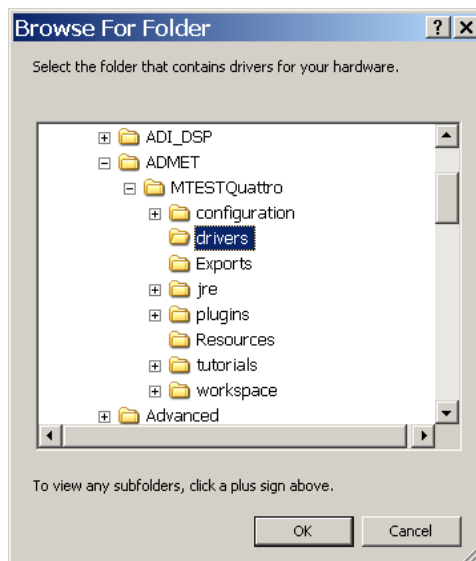 Browse For Folder
Select the folder that contains drivers for your hardware.
ADI_DSP
ADMET
MTESTQuattro
configuration
drivers
Exports
jre
plugins
Resources
tutorials
workspace
Advanced
To view any subfolders, click a plus sign above.
OK Cancel